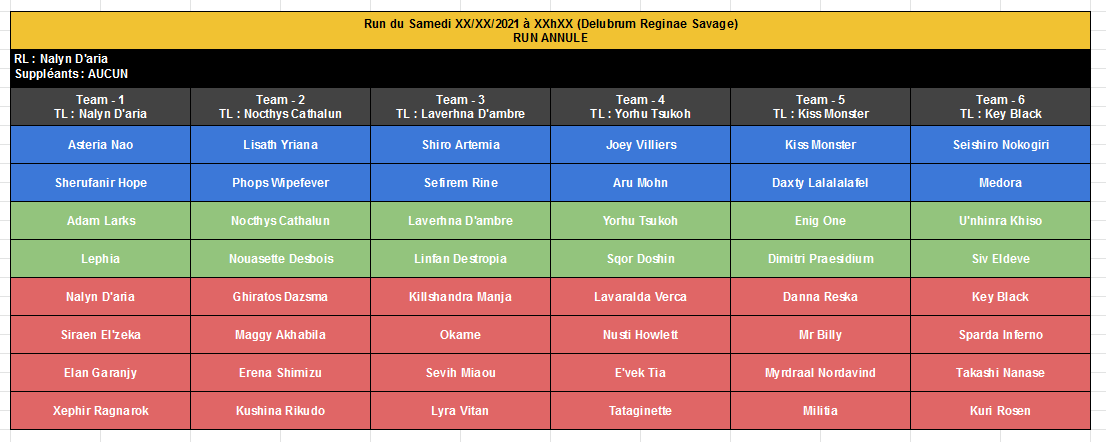 Run du Samedi XX/XX/2021 à XXhXX (Delubrum Reginae Savage)
RUN ANNULE
RL : Nalyn D'aria
Suppléants : AUCUN
Team - 1 Team - 2 Team - 3 Team - 4 Team - 5 Team - 6
TL : Nalyn D'aria TL : Nocthys Cathalun TL : Laverhna D'ambre TL : Yorhu Tsukoh TL : Kiss Monster TL : Key Black
Asteria Nao Lisath Yriana Shiro Artemia Joey Villiers Kiss Monster Seishiro Nokogiri
Sherufanir Hope Phops Wipefever Sefirem Rine Aru Mohn Daxty Lalalalafel Medora
Adam Larks Nocthys Cathalun Laverhna D'ambre Yorhu Tsukoh Enig One U'nhinra Khiso
Lephia Nouasette Desbois Linfan Destropia Sqor Doshin Dimitri Praesidium Siv Eldeve
Nalyn D'aria Ghiratos Dazsma Killshandra Manja Lavaralda Verca Danna Reska Key Black
Siraen El'zeka Maggy Akhabila Okame Nusti Howlett Mr Billy Sparda Inferno
Elan Garanjy Erena Shimizu Sevih Miaou E'vek Tia Myrdraal Nordavind Takashi Nanase
Xephir Ragnarok Kushina Rikudo Lyra Vitan Tataginette Militia Kuri Rosen